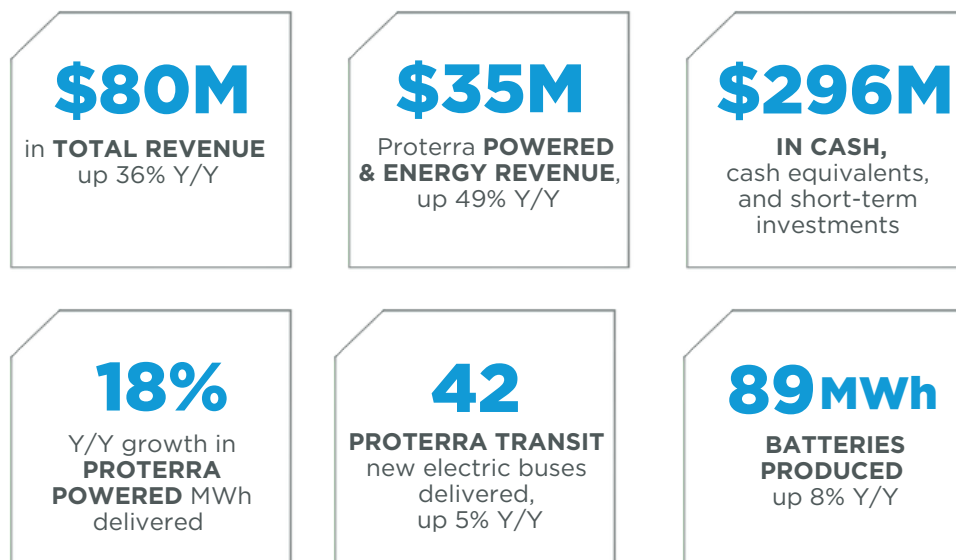 $80M
in TOTAL REVENUE
up 36% Y/Y
$35M
Proterra POWERED
& ENERGY REVENUE,
up 49% Y/Y
$296M
IN CASH,
cash equivalents,
and short-term
investments
18%
Y/Y growth in
PROTERRA
POWERED MWh
delivered
42
PROTERRA TRANSIT
new electric buses
delivered,
up 5% Y/Y
89 MWh
BATTERIES
PRODUCED
up 8% Y/Y